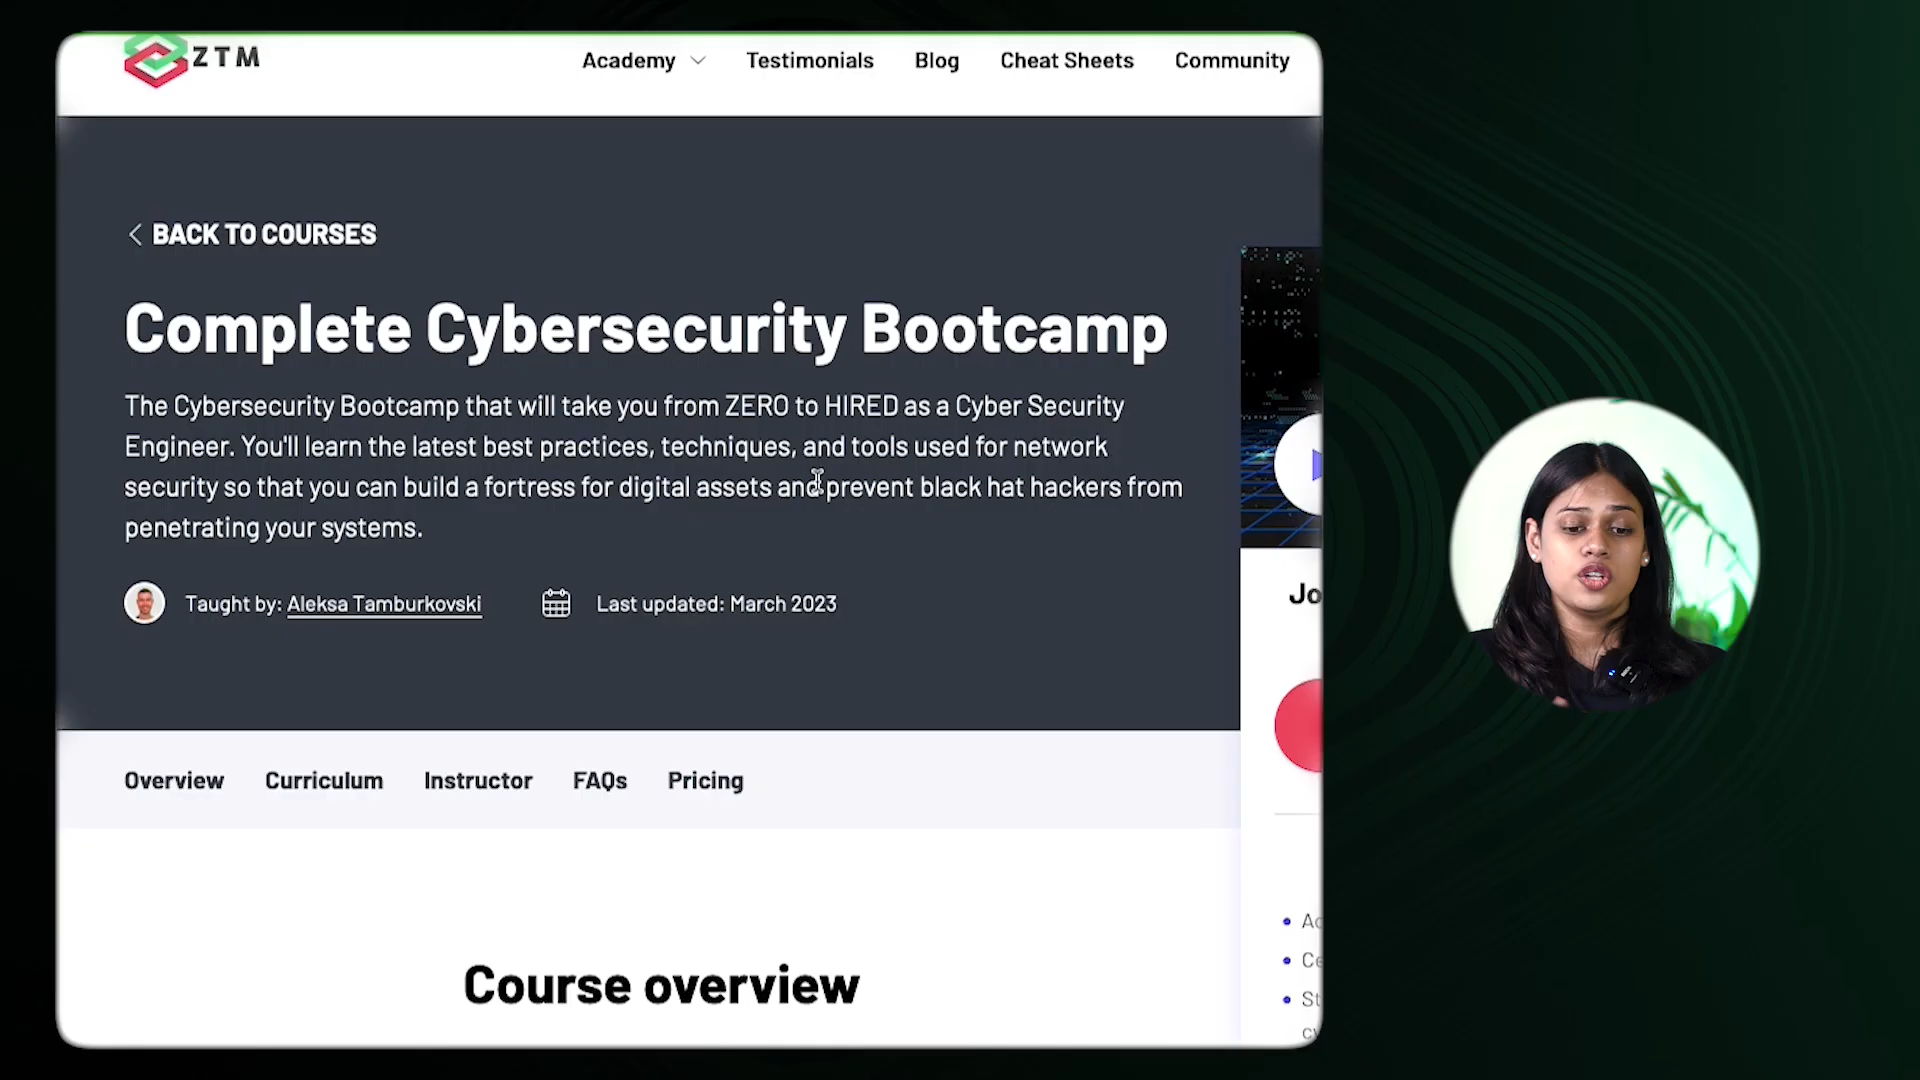 ZTM
Academy
Testimonials
Blog
Cheat Sheets
Community
BACK TO COURSES
Complete Cybersecurity Bootcamp
The Cybersecurity Bootcamp that will take you from ZERO to HIRED as a Cyber Security
Engineer. You'll learn the latest best practices, techniques, and tools used for network
security so that you can build a fortress for digital assets and prevent black hat hackers from
penetrating your systems.
Taught by: Aleksa Tamburkovski
Last updated: March 2023
Overview
Curriculum
Instructor
FAQs
Pricing
Course overview